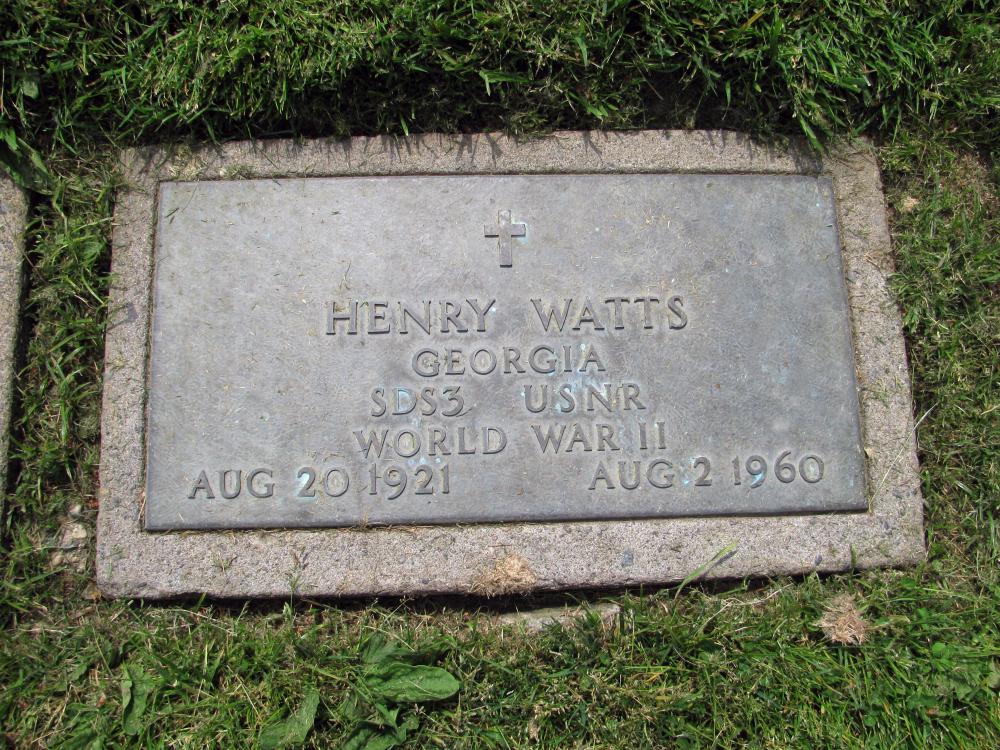 HENRY WATTS
GEORGIA
SDS3 USNR
WORLD WAR II
AUG 20 1921 AUG 2 1960